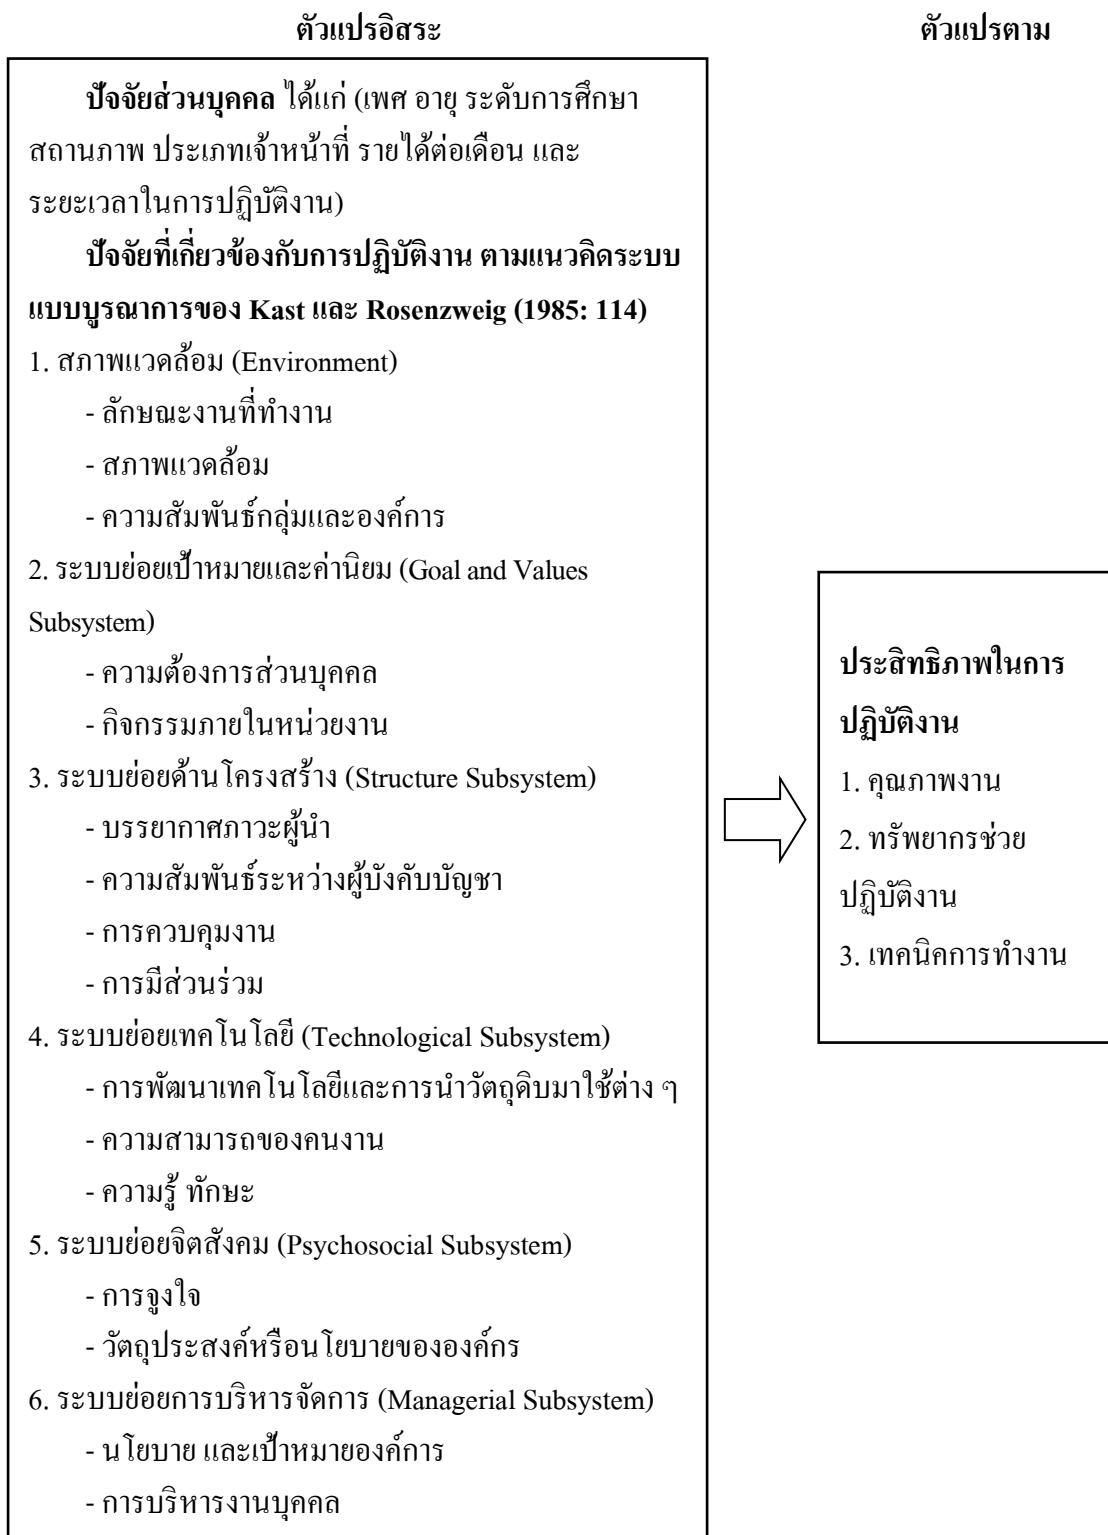 ตัวแปรอิสระ
ตัวแปรตาม
ปัจจัยส่วนบุคคล ได้แก่ (เพศ อายุ ระดับการศึกษา
สถานภาพ ประเภทเจ้าหน้าที่ รายได้ต่อเดือน และ
ระยะเวลาในการปฏิบัติงาน)
ปัจจัยที่เกี่ยวข้องกับการปฏิบัติงาน ตามแนวคิดระบบ
แบบบูรณาการของ Kast และ Rosenzweig (1985: 114)
1. สภาพแวดล้อม (Environment)
- ลักษณะงานที่ทำงาน
- สภาพแวดล้อม
- ความสัมพันธ์กลุ่มและองค์การ
2. ระบบย่อยเป้าหมายและค่านิยม (Goal and Values
Subsystem)
- ความต้องการส่วนบุคคล
- กิจกรรมภายในหน่วยงาน
3. ระบบย่อยด้านโครงสร้าง (Structure Subsystem)
- บรรยากาศภาวะผู้นำ
- ความสัมพันธ์ระหว่างผู้บังคับบัญชา
- การควบคุมงาน
- การมีส่วนร่วม
4. ระบบย่อยเทคโนโลยี (Technological Subsystem)
- การพัฒนาเทคโนโลยีและการนำวัตถุดิบมาใช้ต่าง ๆ
- ความสามารถของคนงาน
- ความรู้ ทักษะ
5. ระบบย่อยจิตสังคม (Psychosocial Subsystem)
- การจูงใจ
- วัตถุประสงค์หรือนโยบายขององค์กร
6. ระบบย่อยการบริหารจัดการ (Managerial Subsystem)
- นโยบาย และเป้าหมายองค์การ
- การบริหารงานบุคคล
ประสิทธิภาพในการ
ปฏิบัติงาน
1. คุณภาพงาน
2. ทรัพยากรช่วย
ปฏิบัติงาน
3. เทคนิคการทำงาน